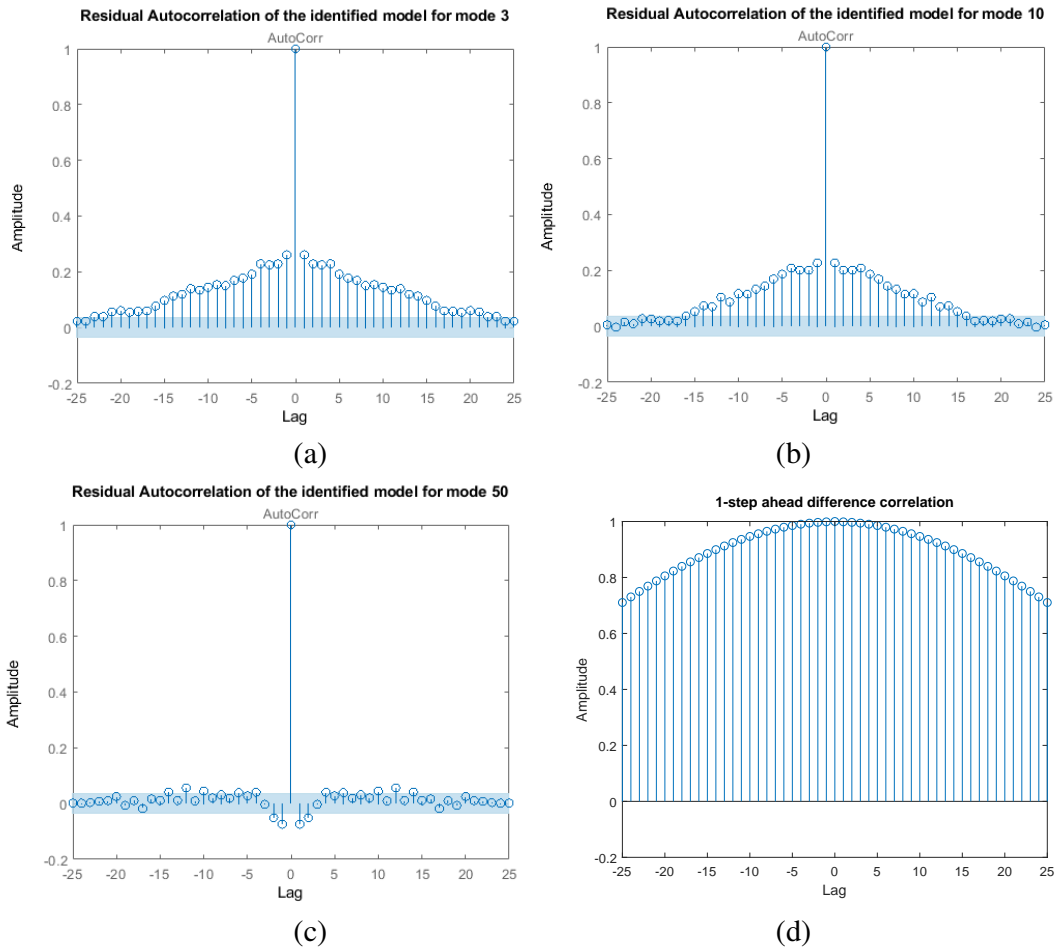 Residual Autocorrelation of the identified model for mode 3
AutoCorr
1
0.8
0.6
0.4
0.2
0
-0.2
-25 -20 -15 -10 -5 0 5 10 15 20 25
Amplitude
Lag
(a)
Residual Autocorrelation of the identified model for mode 10
AutoCorr
1
0.8
0.6
0.4
0.2
0
-0.2
-25 -20 -15 -10 -5 0 5 10 15 20 25
Amplitude
Lag
(b)
Residual Autocorrelation of the identified model for mode 50
AutoCorr
1
0.8
0.6
0.4
0.2
0
-0.2
-25 -20 -15 -10 -5 0 5 10 15 20 25
Amplitude
Lag
(c)
1-step ahead difference correlation
1
0.8
0.6
0.4
0.2
0
-0.2
-25 -20 -15 -10 -5 0 5 10 15 20 25
Amplitude
Lag
(d)